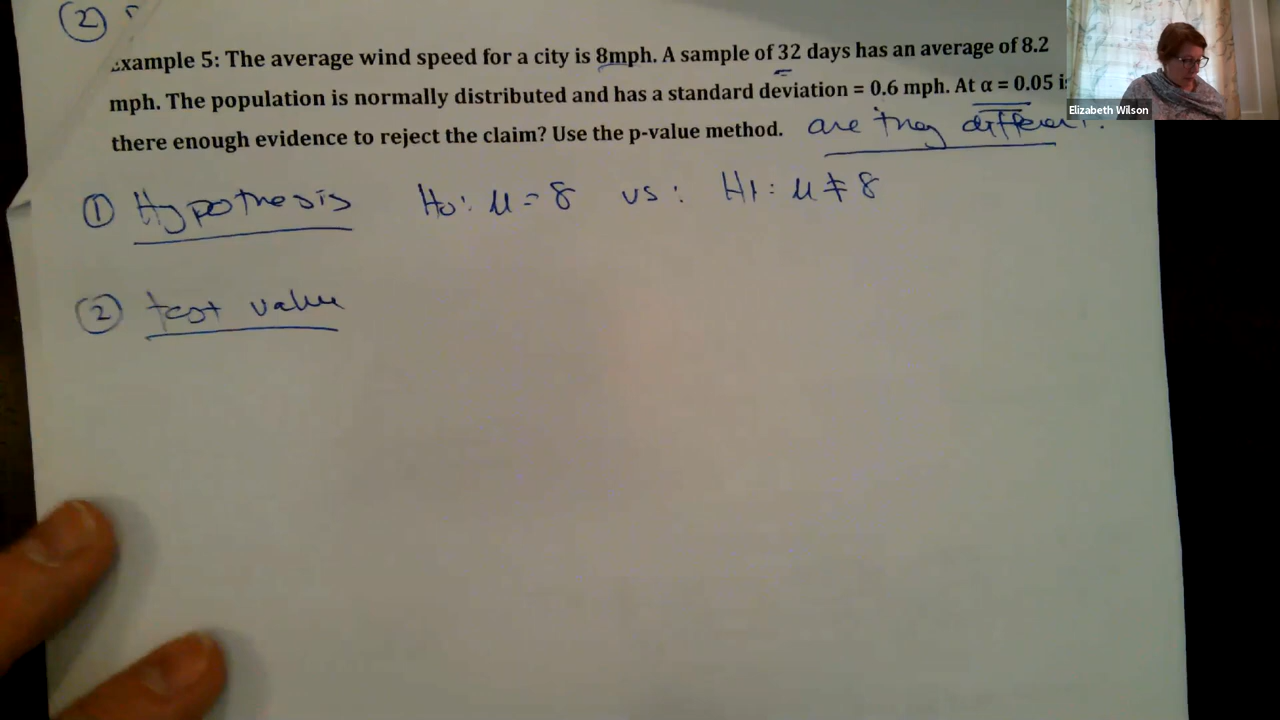 (2)
Example 5: The average wind speed for a city is 8mph. A sample of 32 days has an average of 8.2
mph. The population is normally distributed and has a standard deviation = 0.6 mph. At α = 0.05 i
there enough evidence to reject the claim? Use the p-value method. are they different?
Elizabeth Wilson
(1) Hypothesis H0: μ = 8 vs: H1: μ ≠ 8
(2) test value